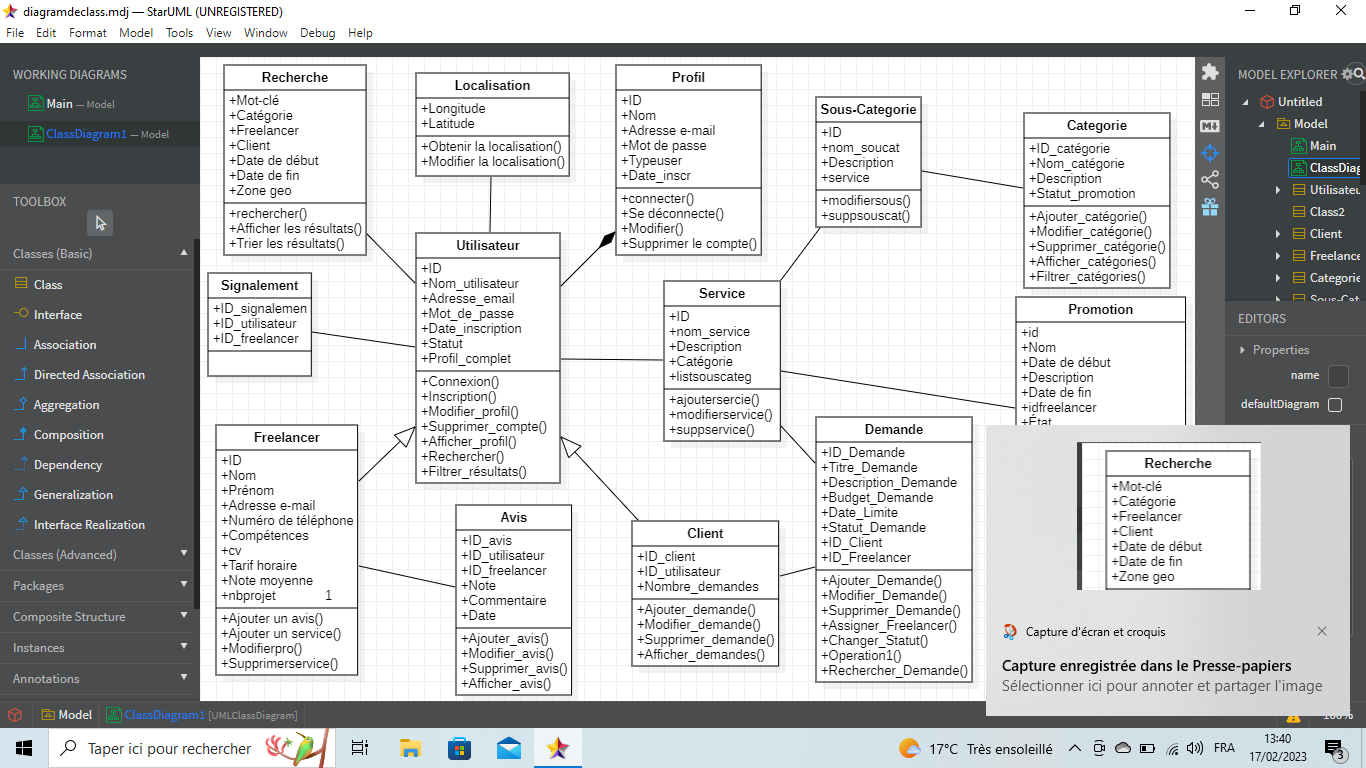 diagramdeclass.mdj — StarUML (UNREGISTERED)
File Edit Format Model Tools View Window Debug Help
WORKING DIAGRAMS
Main — Model
ClassDiagram1 — Model
TOOLBOX
Classes (Basic)
Class
Interface
Association
Directed Association
Aggregation
Composition
Dependency
Generalization
Interface Realization
Classes (Advanced)
Packages
Composite Structure
Instances
Annotations
Recherche
+Mot-clé
+Catégorie
+Freelancer
+Client
+Date de début
+Date de fin
+Zone geo
+rechercher()
+Afficher les résultats()
+Trier les résultats()
Localisation
+Longitude
+Latitude
+Obtenir la localisation()
+Modifier la localisation()
Profil
+ID
+Nom
+Adresse e-mail
+Mot de passe
+Typeuser
+Date_inscr
+connecter()
+Se déconnecte()
+Modifier()
+Supprimer le compte()
Sous-Categorie
+ID
+nom_soucat
+Description
+service
+modifiersous()
+suppsouscat()
Categorie
+ID_catégorie
+Nom_catégorie
+Description
+Statut_promotion
+Ajouter_catégorie()
+Modifier_catégorie()
+Supprimer_catégorie()
+Afficher_catégories()
+Filtrer_catégories()
Signalement
+ID_signalemen
+ID_utilisateur
+ID_freelancer
Utilisateur
+ID
+Nom_utilisateur
+Adresse_email
+Mot_de_passe
+Date_inscription
+Statut
+Profil_complet
+Connexion()
+Inscription()
+Modifier_profil()
+Supprimer_compte()
+Afficher_profil()
+Rechercher()
+Filtrer_résultats()
Service
+ID
+nom_service
+Description
+Catégorie
+listsouscateg
+ajoutersercie()
+modifierservice()
+suppservice()
Promotion
+id
+Nom
+Date de début
+Description
+Date de fin
+idfreelancer
+État
Freelancer
+ID
+Nom
+Prénom
+Adresse e-mail
+Numéro de téléphone
+Compétences
+cv
+Tarif horaire
+Note moyenne
+nbprojet 1
+Ajouter un avis()
+Ajouter un service()
+Modifierpro()
+Supprimerservice()
Avis
+ID_avis
+ID_utilisateur
+ID_freelancer
+Note
+Commentaire
+Date
+Ajouter_avis()
+Modifier_avis()
+Supprimer_avis()
+Afficher_avis()
Client
+ID_client
+ID_utilisateur
+Nombre_demandes
+Ajouter_demande()
+Modifier_demande()
+Supprimer_demande()
+Afficher_demandes()
Demande
+ID_Demande
+Titre_Demande
+Description_Demande
+Budget_Demande
+Date_Limite
+Statut_Demande
+ID_Client
+ID_Freelancer
+Ajouter_Demande()
+Modifier_Demande()
+Supprimer_Demande()
+Assigner_Freelancer()
+Changer_Statut()
+Operation1()
+Rechercher_Demande()
MODEL EXPLORER
Untitled
Model
Main
ClassDiag
Utilisateu
Class2
Client
Freelance
Categorie
Sous-Cat
EDITORS
Properties
name
defaultDiagram
Recherche
+Mot-clé
+Catégorie
+Freelancer
+Client
+Date de début
+Date de fin
+Zone geo
Capture d'écran et croquis
Capture enregistrée dans le Presse-papiers
Sélectionner ici pour annoter et partager l'image
Model ClassDiagram1 [UMLClassDiagram]
100%
Taper ici pour rechercher
17°C Très ensoleillé
FRA
13:40
17/02/2023
3